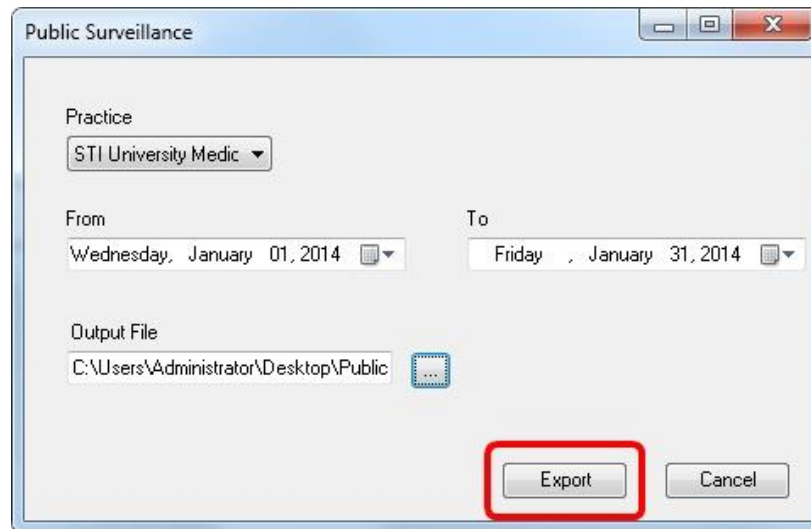 Public Surveillance
Practice
STI University Medic
From To
Wednesday, January 01, 2014 Friday , January 31, 2014
Output File
C:\Users\Administrator\Desktop\Public ...
Export Cancel